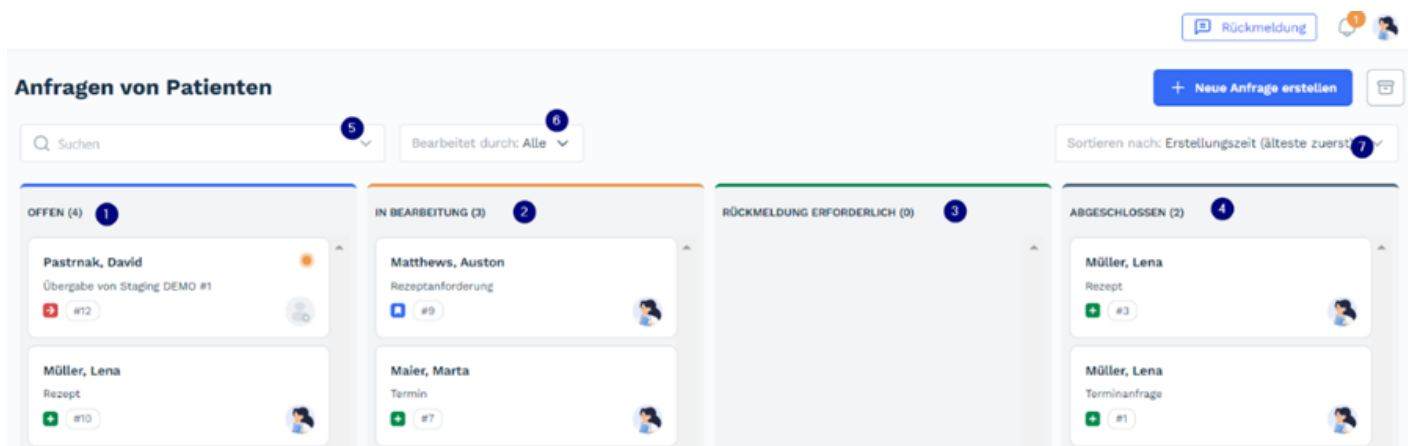 Rückmeldung
1
Anfragen von Patienten
+ Neue Anfrage erstellen
Suchen
5
Bearbeitet durch: Alle
6
Sortieren nach: Erstellungszeit (älteste zuerst)
7
OFFEN (4)
1
Pastrnak, David
Übergabe von Staging DEMO #1
#12
Müller, Lena
Rezept
#10
IN BEARBEITUNG (3)
2
Matthews, Auston
Rezeptanforderung
#9
Maier, Marta
Termin
#7
RÜCKMELDUNG ERFORDERLICH (0)
3
ABGESCHLOSSEN (2)
4
Müller, Lena
Rezept
#3
Müller, Lena
Terminanfrage
#1